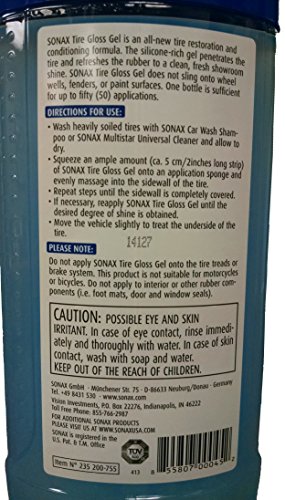 SONAX Tire Gloss Gel is an all-new tire restoration and
conditioning formula. The silicone-rich gel penetrates the
tire and refreshes the rubber to a clean, fresh showroom
shine. SONAX Tire Gloss Gel does not sling onto wheel
wells, fenders, or paint surfaces. One bottle is sufficient
for up to fifty (50) applications.
DIRECTIONS FOR USE:
• Wash heavily soiled tires with SONAX Car Wash Sham-
poo or SONAX Multistar Universal Cleaner and allow to
dry.
• Squeeze an ample amount (ca. 5 cm/2inches long strip)
of SONAX Tire Gloss Gel onto an application sponge and
evenly massage into the sidewall of the tire.
• Repeat steps until the sidewall is completely covered.
• If necessary, reapply SONAX Tire Gloss Gel until the
desired degree of shine is obtained.
• Move the vehicle slightly to treat the underside of the
tire.
14127
PLEASE NOTE:
Do not apply SONAX Tire Gloss Gel onto the tire treads or
brake system. This product is not suitable for motorcycles
or bicycles. Do not apply to interior or other rubber com-
ponents (i.e. foot mats, door and window seals).
CAUTION: POSSIBLE EYE AND SKIN
IRRITANT. In case of eye contact, rinse immedi-
ately and thoroughly with water. In case of skin
contact, wash with soap and water.
KEEP OUT OF THE REACH OF CHILDREN.
SONAX GmbH - Münchener Str. 75 - D-86633 Neuburg/Donau - Germany
Tel. +49 8431 530 - www.sonax.com
Vision Investments, P.O. Box 22276, Indianapolis, IN 46222
Toll Free Phone: 855-766-2987
FOR ADDITIONAL SONAX PRODUCTS
PLEASE VISIT US AT WWW.SONAXUSA.COM
SONAX is registered in the
U.S. Pat. & T.M. Office
Item N° 235 200-755
TÜV
413
8 55807 00045 2